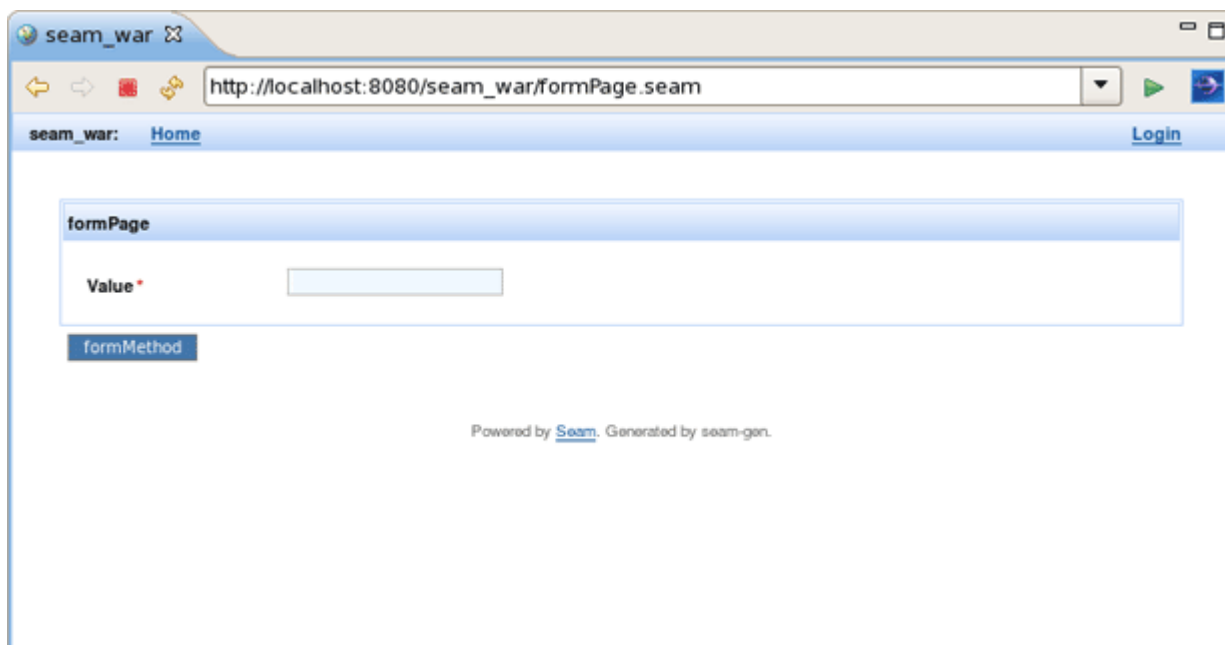 seam_war
http://localhost:8080/seam_war/formPage.seam
seam_war: Home Login
formPage
Value*
formMethod
Powered by Seam. Generated by seam-gen.